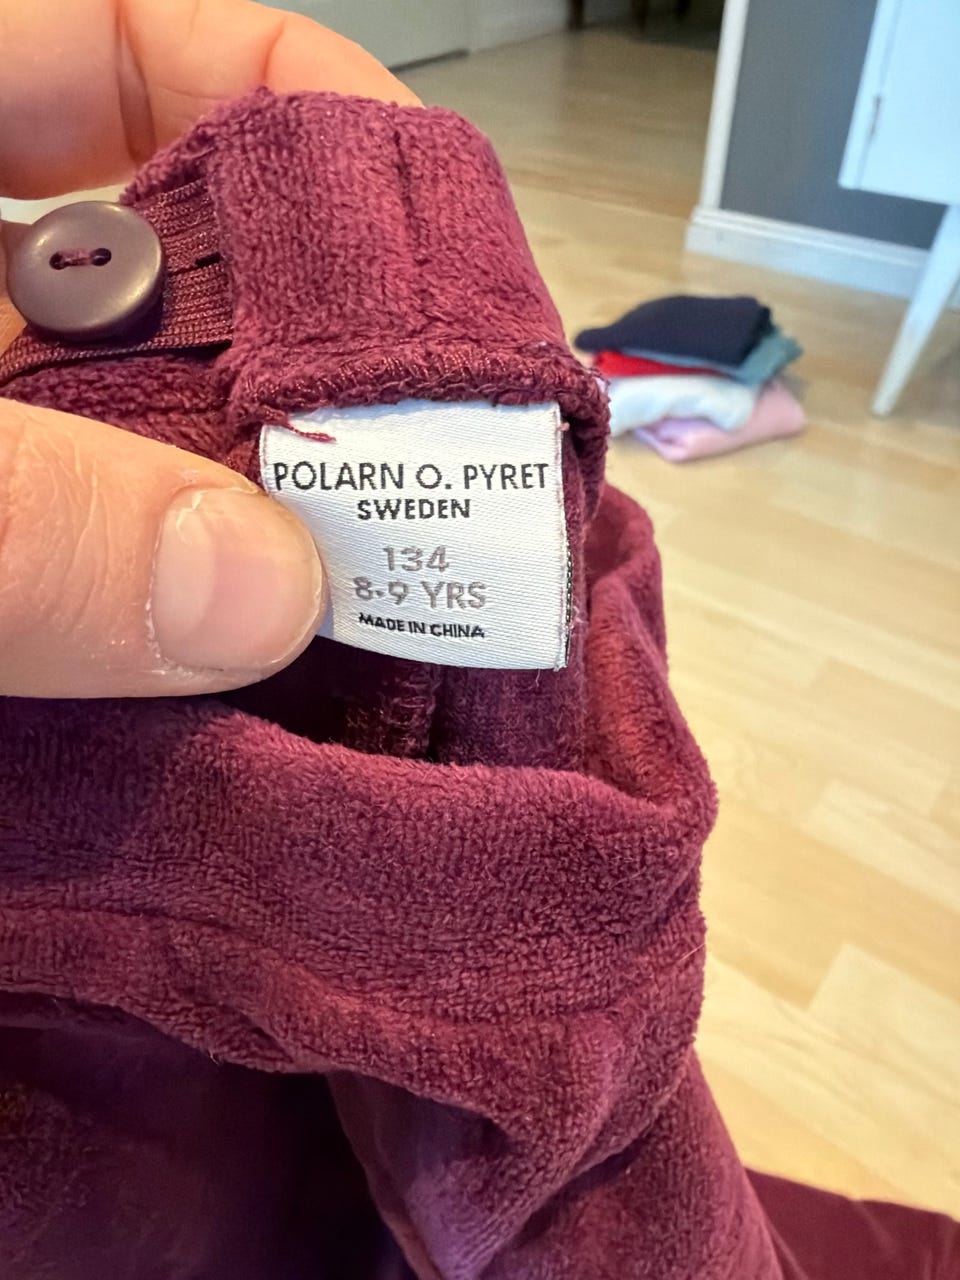 POLARN O. PYRET
SWEDEN
134
8-9 YRS
MADE IN CHINA